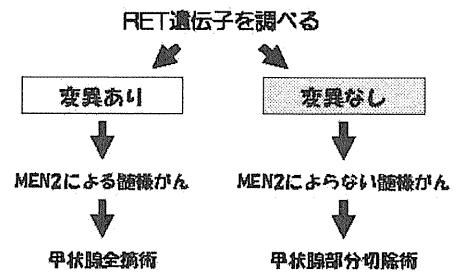 RET遺伝子を調べる
変異あり
変異なし
MEN2による髄様がん
MEN2によらない髄様がん
甲状腺全摘術
甲状腺部分切除術